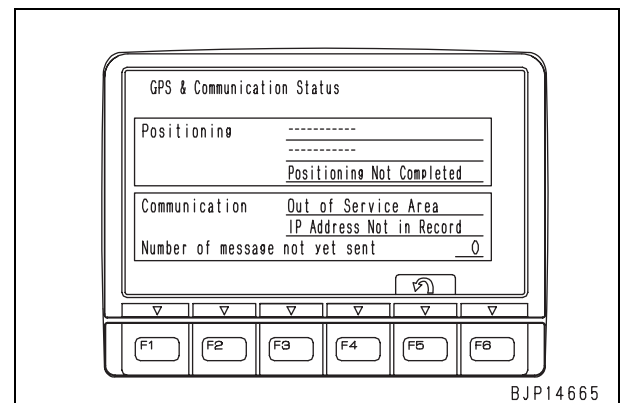 GPS & Communication Status
Positioning -----------
-----------
Positioning Not Completed
Communication Out of Service Area
IP Address Not in Record
Number of message not yet sent 0
F1 F2 F3 F4 F5 F6
BJP14665